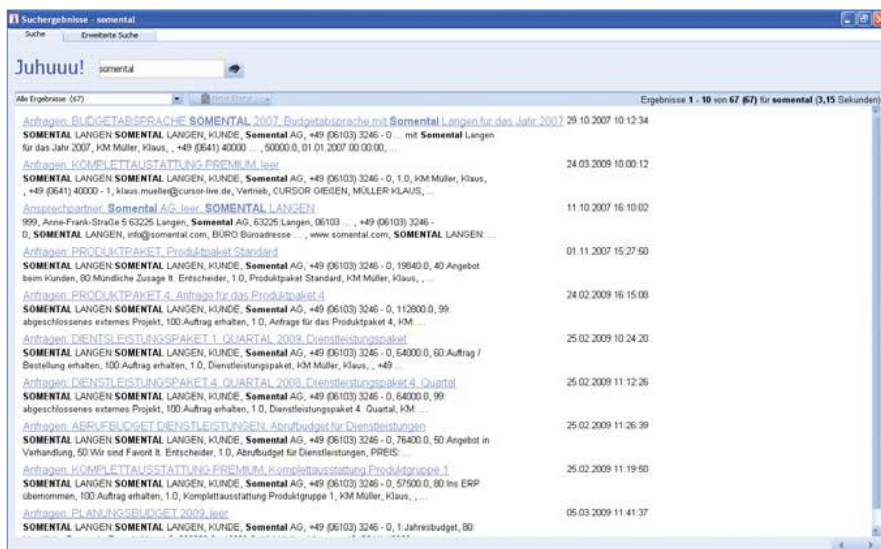 Suchergebnisse - somental
Suche Erweiterte Suche
Juhuuu! somental
Alle Ergebnisse (67) Ergebnisse 1 - 10 von 67 (67) für somental (3,15 Sekunden)
Anfragen: BUDGETABSPRACHE SOMENTAL 2007, Budgetabsprache mit Somental Langen für das Jahr 2007 29.10.2007 10:12:34
SOMENTAL LANGEN:SOMENTAL LANGEN, KUNDE, Somental AG, +49 (06103) 3246 - 0 ... mit Somental Langen
für das Jahr 2007, KM:Müller, Klaus, , +49 (0641) 40000 ... , 50000.0, 01.01.2007 00:00:00, ...
Anfragen: KOMPLETTAUSTATTUNG PREMIUM, leer 24.03.2009 10:00:12
SOMENTAL LANGEN:SOMENTAL LANGEN, KUNDE, Somental AG, +49 (06103) 3246 - 0, 1.0, KM:Müller, Klaus,
, +49 (0641) 40000 - 1, klaus.mueller@cursor-live.de, Vertrieb, CURSOR GIEßEN, MÜLLER KLAUS, ...
Ansprechpartner: Somental AG, leer, SOMENTAL LANGEN 11.10.2007 16:10:02
999, Anne-Frank-Straße 5 63225 Langen, Somental AG, 63225:Langen, 06103 ... , +49 (06103) 3246 -
0, SOMENTAL LANGEN, info@somental.com, BÜRO:Büroadresse ... , www.somental.com, SOMENTAL LANGEN: ...
Anfragen: PRODUKTPAKET, Produktpaket Standard 01.11.2007 15:27:50
SOMENTAL LANGEN:SOMENTAL LANGEN, KUNDE, Somental AG, +49 (06103) 3246 - 0, 19840.0, 40:Angebot
beim Kunden, 80:Mündliche Zusage lt. Entscheider, 1.0, Produktpaket Standard, KM:Müller, Klaus, , ...
Anfragen: PRODUKTPAKET 4, Anfrage für das Produktpaket 4 24.02.2009 16:15:08
SOMENTAL LANGEN:SOMENTAL LANGEN, KUNDE, Somental AG, +49 (06103) 3246 - 0, 112800.0, 99:
abgeschlossenes externes Projekt, 100:Auftrag erhalten, 1.0, Anfrage für das Produktpaket 4, KM: ...
Anfragen: DIENTSLEISTUNGSPAKET 1. QUARTAL 2009, Dienstleistungspaket 25.02.2009 10:24:20
SOMENTAL LANGEN:SOMENTAL LANGEN, KUNDE, Somental AG, +49 (06103) 3246 - 0, 64000.0, 60:Auftrag /
Bestellung erhalten, 100:Auftrag erhalten, 1.0, Dienstleistungspaket, KM:Müller, Klaus, , +49 ...
Anfragen: DIENSTLEISTUNGSPAKET 4. QUARTAL 2008, Dienstleistungspaket 4. Quartal 25.02.2009 11:12:26
SOMENTAL LANGEN:SOMENTAL LANGEN, KUNDE, Somental AG, +49 (06103) 3246 - 0, 64000.0, 99:
abgeschlossenes externes Projekt, 100:Auftrag erhalten, 1.0, Dienstleistungspaket 4. Quartal, KM: ...
Anfragen: ABRUFBUDGET DIENSTLEISTUNGEN, Abrufbudget für Dienstleistungen 25.02.2009 11:26:39
SOMENTAL LANGEN:SOMENTAL LANGEN, KUNDE, Somental AG, +49 (06103) 3246 - 0, 76400.0, 50:Angebot in
Verhandlung, 50:Wir sind Favorit lt. Entscheider, 1.0, Abrufbudget für Dienstleistungen, PREIS: ...
Anfragen: KOMPLETTAUSSTATTUNG PREMIUM, Komplettausstattung Produktgruppe 1 25.02.2009 11:19:50
SOMENTAL LANGEN:SOMENTAL LANGEN, KUNDE, Somental AG, +49 (06103) 3246 - 0, 57500.0, 80:Ins ERP
übernommen, 100:Auftrag erhalten, 1.0, Komplettausstattung Produktgruppe 1, KM:Müller, Klaus, , ...
Anfragen: PLANUNGSBUDGET 2009, leer 05.03.2009 11:41:37
SOMENTAL LANGEN:SOMENTAL LANGEN, KUNDE, Somental AG, +49 (06103) 3246 - 0, 1:Jahresbudget, 80: